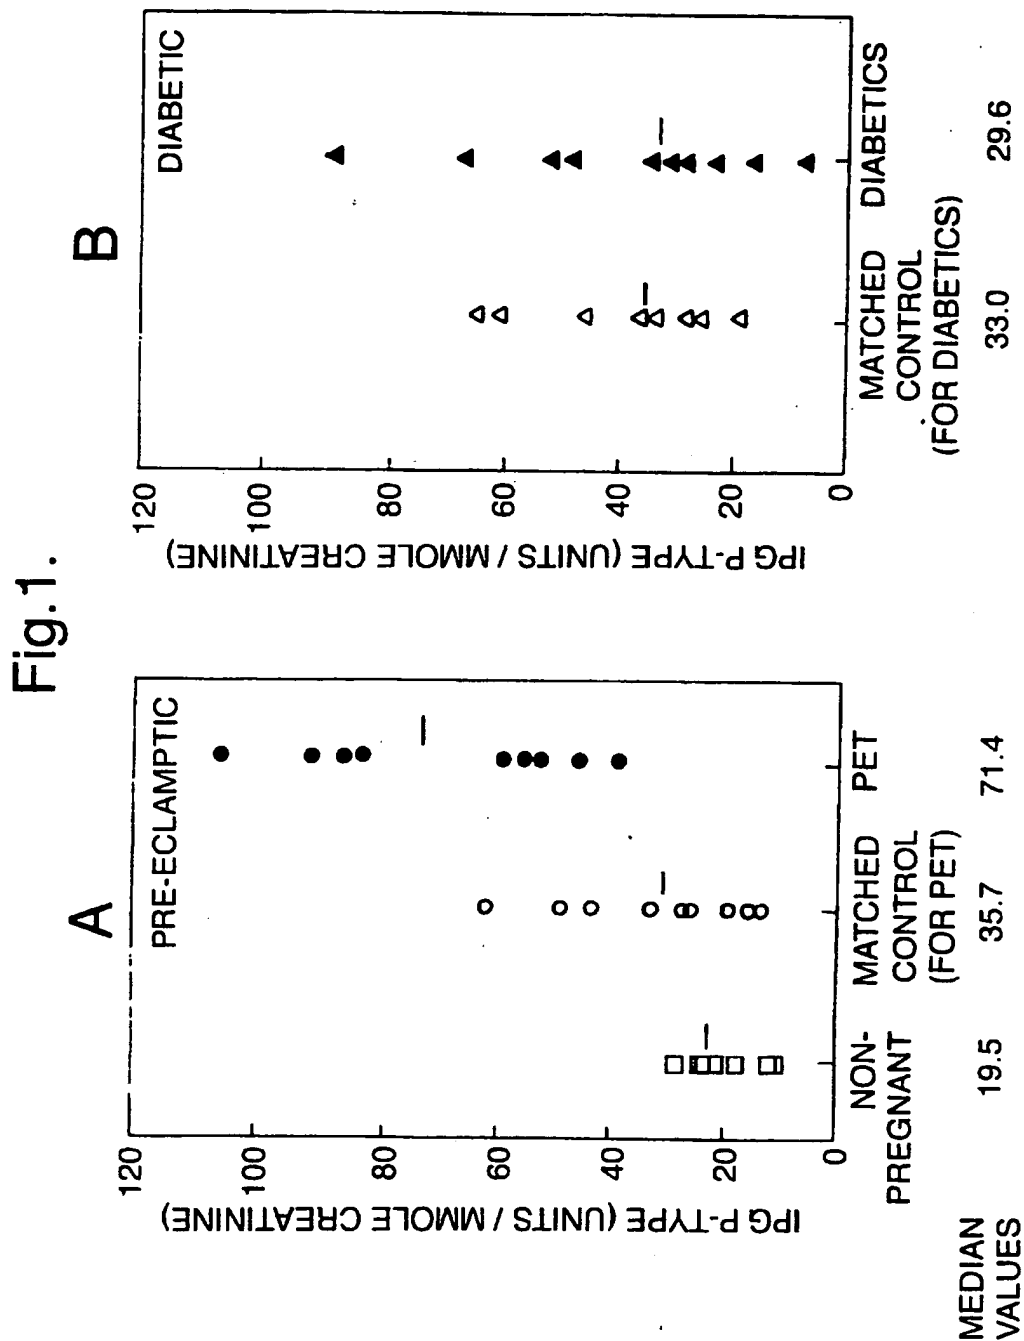 Fig.1.
A
PRE-ECLAMPTIC
120
100
80
60
40
20
0
IPG P-TYPE (UNITS / MMOLE CREATININE)
NON-
PREGNANT
MATCHED
CONTROL
(FOR PET)
PET
MEDIAN
VALUES
19.5
35.7
71.4
B
DIABETIC
120
100
80
60
40
20
0
IPG P-TYPE (UNITS / MMOLE CREATININE)
MATCHED
CONTROL
(FOR DIABETICS)
DIABETICS
33.0
29.6